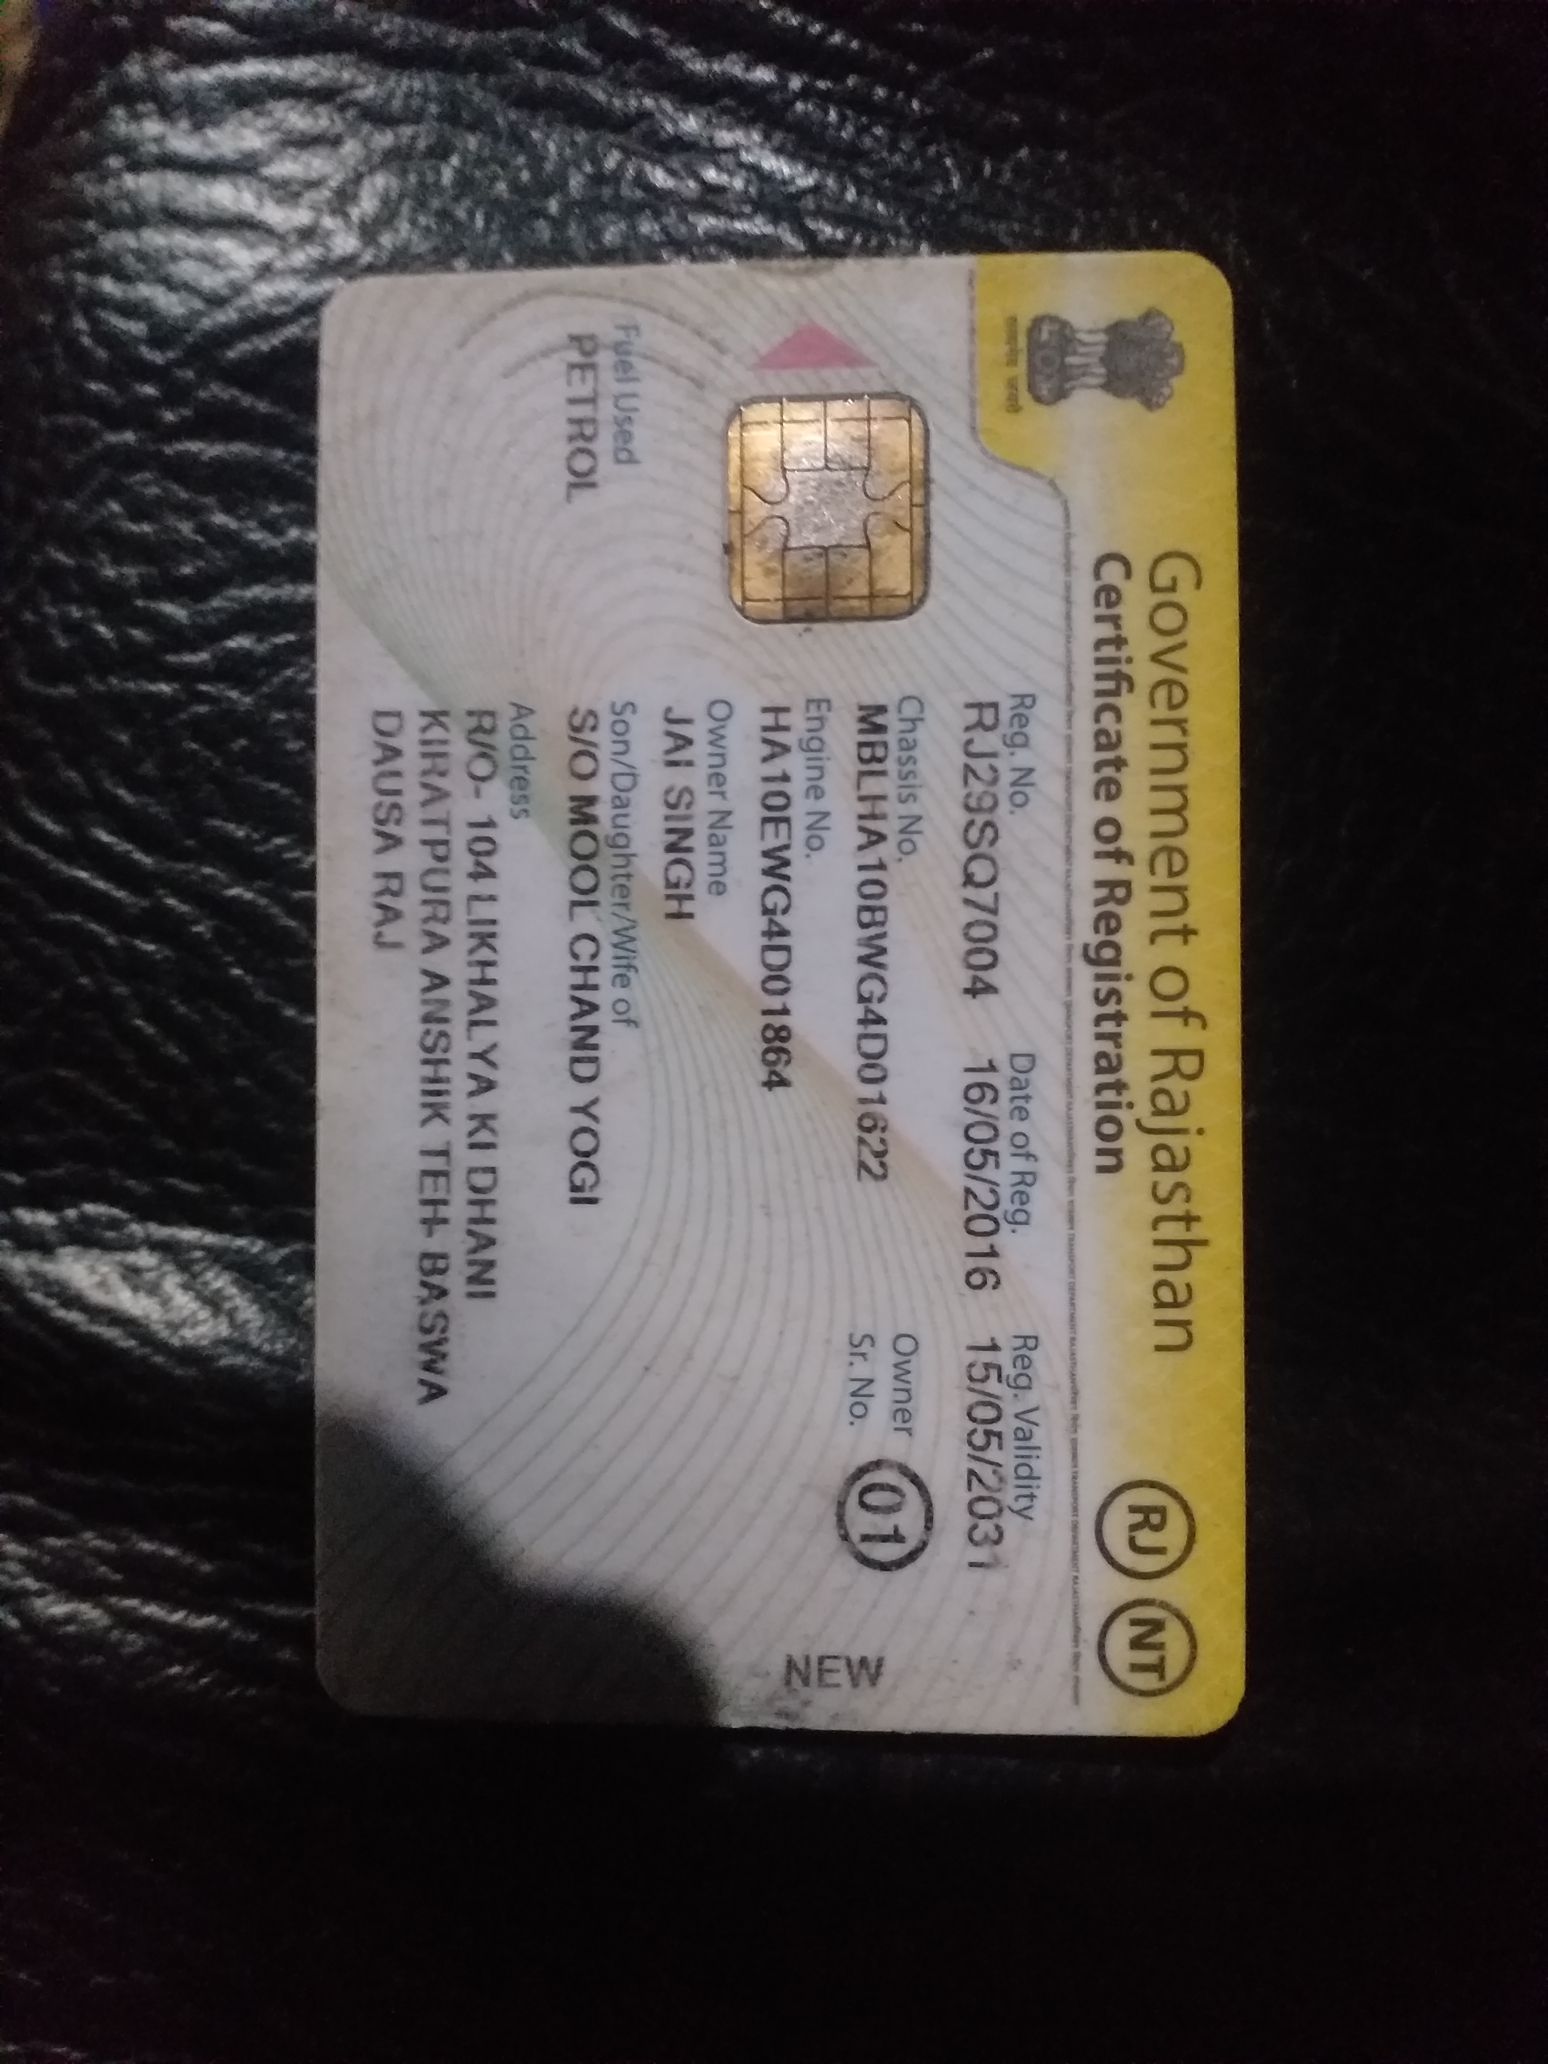 Government of Rajasthan
Certificate of Registration
RJ NT
Reg. No. Date of Reg. Reg. Validity
RJ29SQ7004 16/05/2016 15/05/2031
Chassis No. Owner Sr. No. 01
MBLHA10BWG4D01622
Engine No.
HA10EWG4D01864
NEW
Owner Name
JAI SINGH
Fuel Used
PETROL
Son/Daughter/Wife of
S/O MOOL CHAND YOGI
Address
R/O- 104 LIKHALYA KI DHANI
KIRATPURA ANSHIK TEH- BASWA
DAUSA RAJ